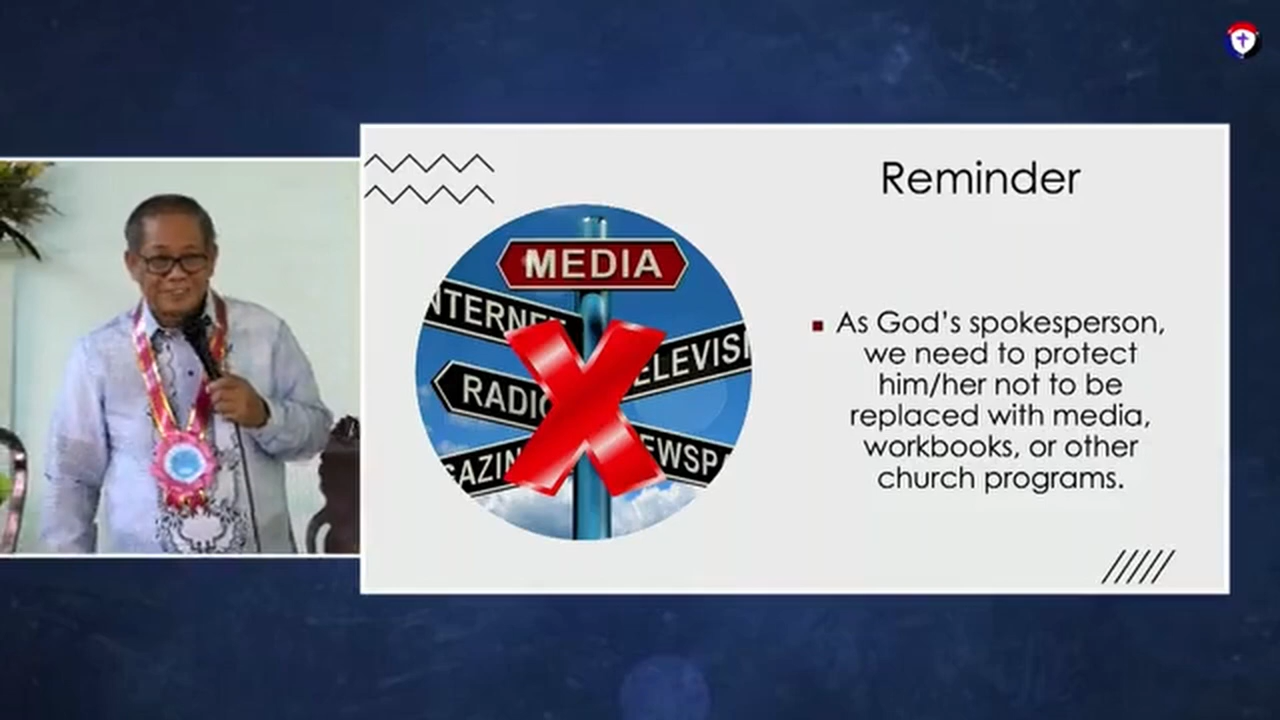 Reminder
MEDIA
As God's spokesperson,
we need to protect
him/her not to be
replaced with media,
workbooks, or other
church programs.